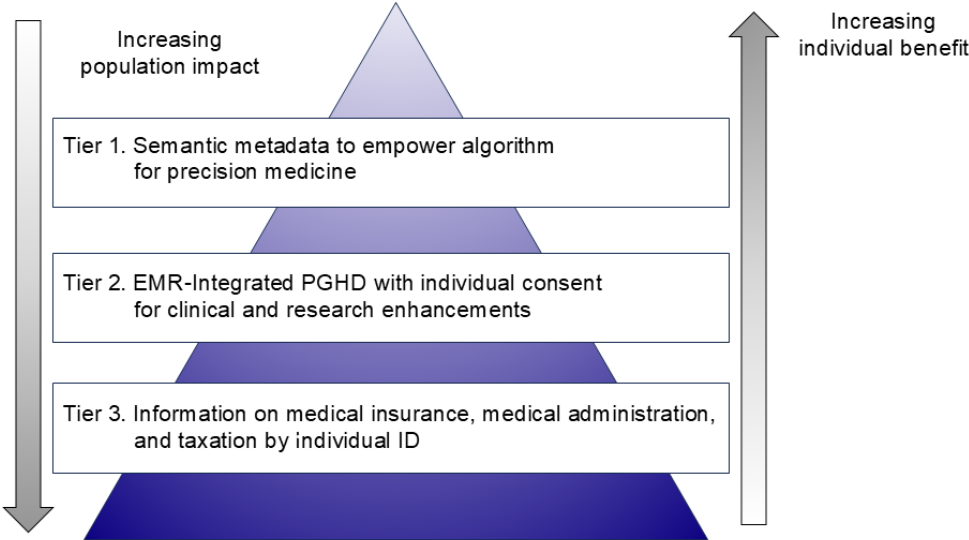 Increasing
population impact
Increasing
individual benefit
Tier 1. Semantic metadata to empower algorithm
for precision medicine
Tier 2. EMR-Integrated PGHD with individual consent
for clinical and research enhancements
Tier 3. Information on medical insurance, medical administration,
and taxation by individual ID